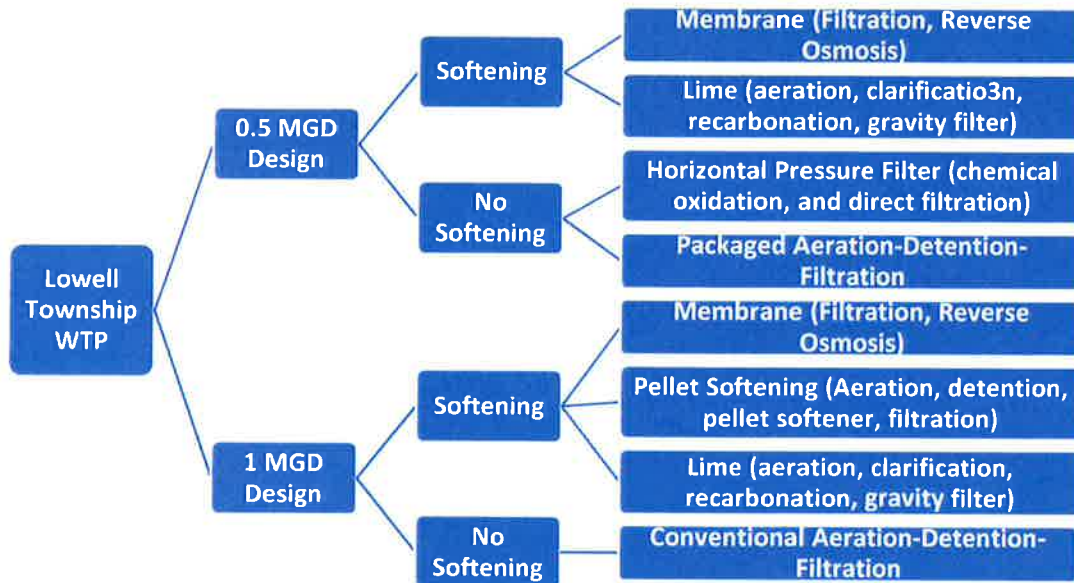 Membrane (Filtration, Reverse
Osmosis)
Softening
Lime (aeration, clarificatio3n,
recarbonation, gravity filter)
0.5 MGD
Design
Horizontal Pressure Filter (chemical
oxidation, and direct filtration)
No
Softening
Packaged Aeration-Detention-
Filtration
Lowell
Township
WTP
Membrane (Filtration, Reverse
Osmosis)
Pellet Softening (Aeration, detention,
pellet softener, filtration)
Softening
1 MGD
Design
Lime (aeration, clarification,
recarbonation, gravity filter)
No
Softening
Conventional Aeration-Detention-
Filtration